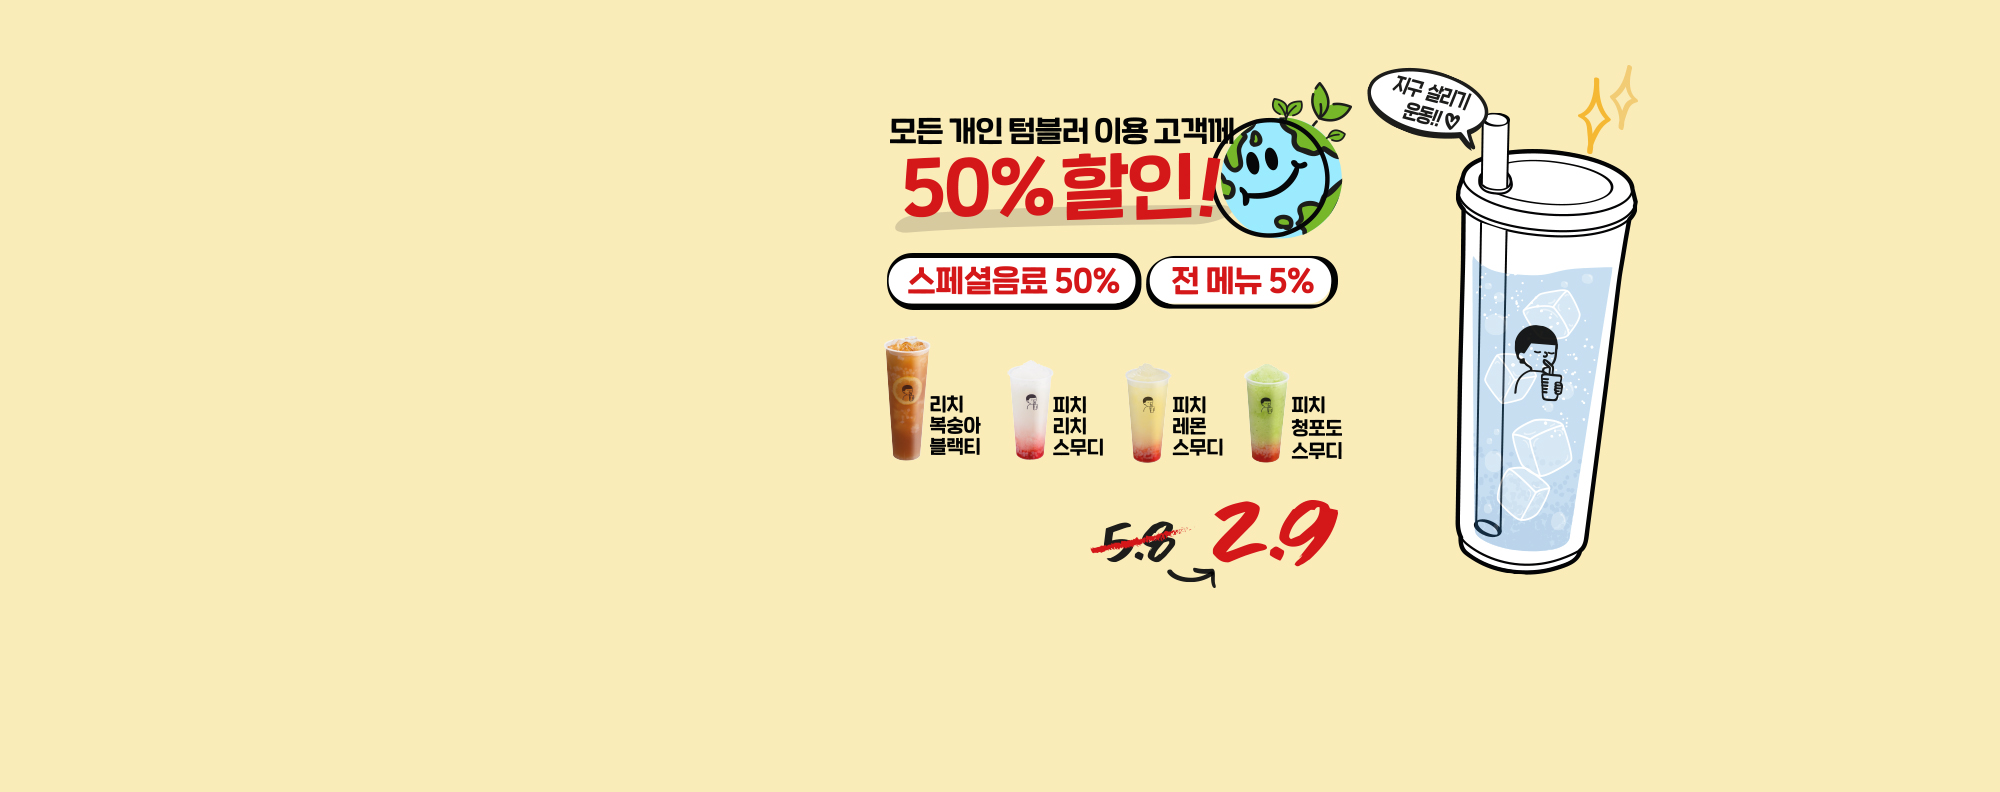 지구 살리기
운동!!
모든 개인 텀블러 이용 고객께
50% 할인!
스페셜음료 50%
전 메뉴 5%
리치
복숭아
블랙티
피치
리치
스무디
피치
레몬
스무디
피치
청포도
스무디
5.8
2.9